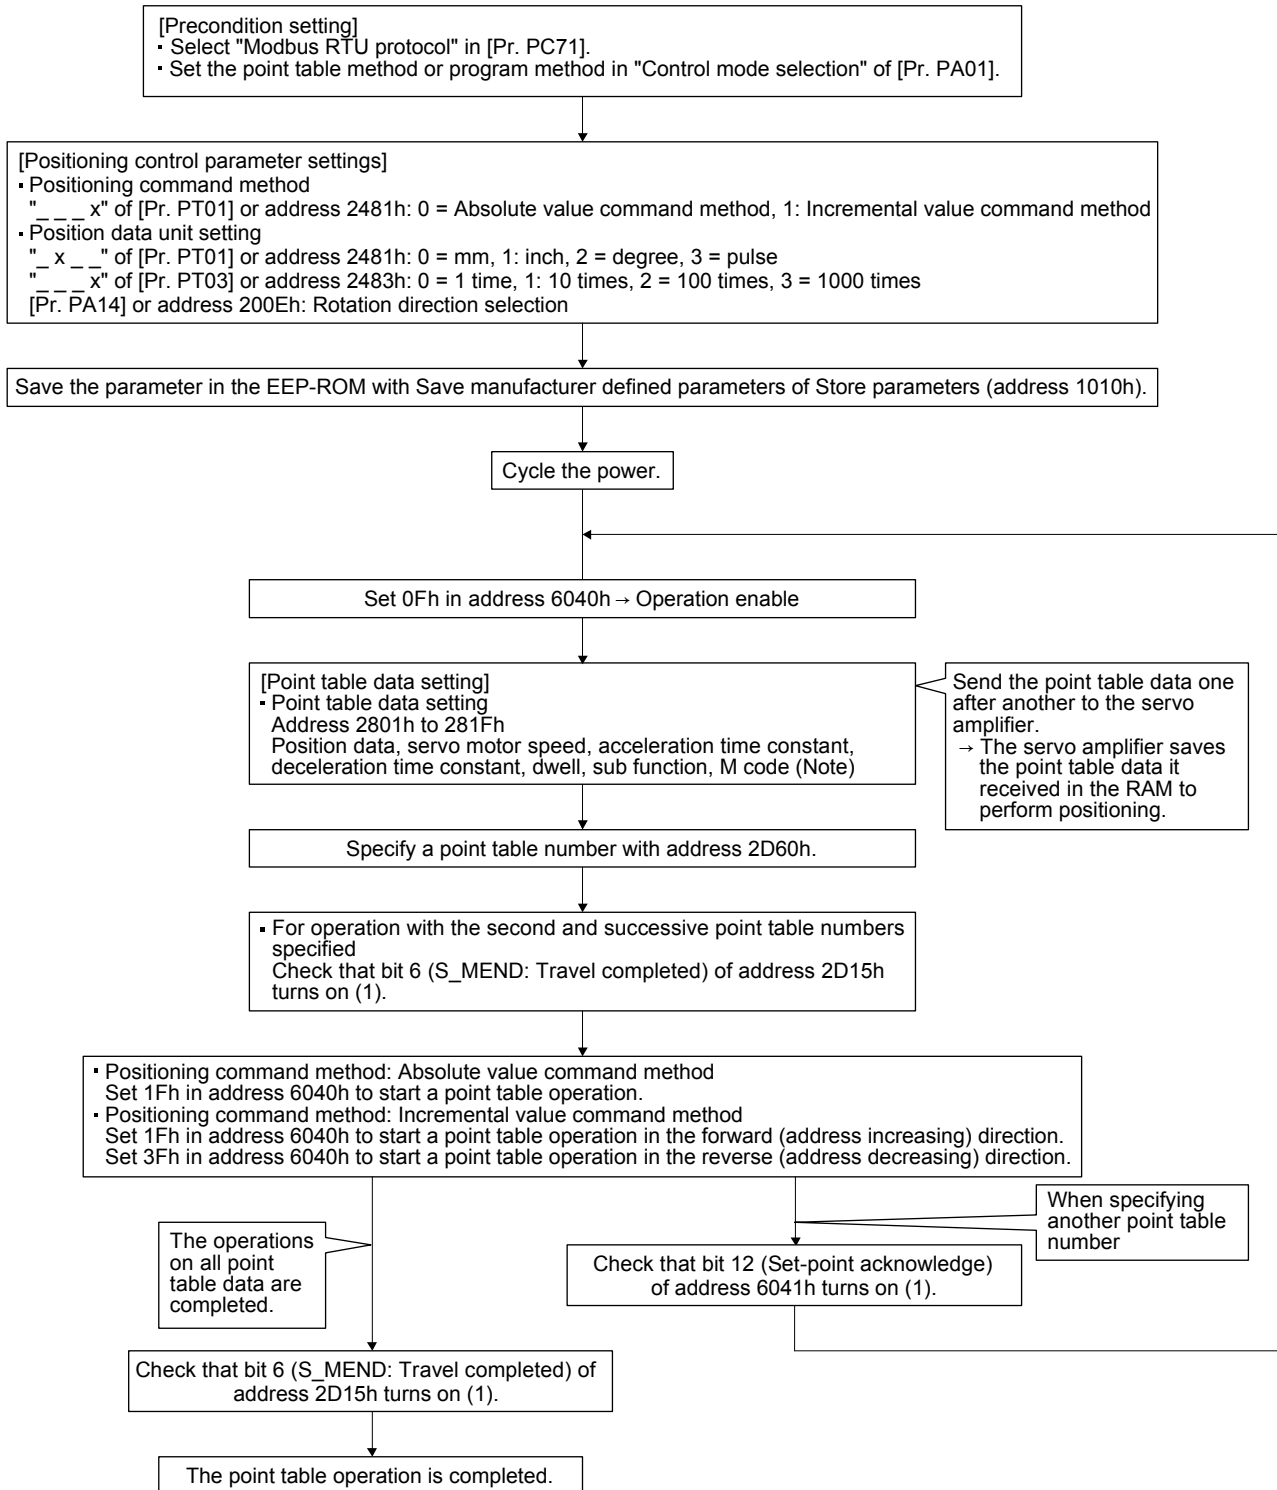 [Precondition setting]
▪ Select "Modbus RTU protocol" in [Pr. PC71].
▪ Set the point table method or program method in "Control mode selection" of [Pr. PA01].
[Positioning control parameter settings]
▪ Positioning command method
"_ _ _ x" of [Pr. PT01] or address 2481h: 0 = Absolute value command method, 1: Incremental value command method
▪ Position data unit setting
"_ x _ _" of [Pr. PT01] or address 2481h: 0 = mm, 1: inch, 2 = degree, 3 = pulse
"_ _ _ x" of [Pr. PT03] or address 2483h: 0 = 1 time, 1: 10 times, 2 = 100 times, 3 = 1000 times
[Pr. PA14] or address 200Eh: Rotation direction selection
Save the parameter in the EEP-ROM with Save manufacturer defined parameters of Store parameters (address 1010h).
Cycle the power.
Set 0Fh in address 6040h → Operation enable
[Point table data setting]
▪ Point table data setting
Address 2801h to 281Fh
Position data, servo motor speed, acceleration time constant,
deceleration time constant, dwell, sub function, M code (Note)
Send the point table data one
after another to the servo
amplifier.
→ The servo amplifier saves
the point table data it
received in the RAM to
perform positioning.
Specify a point table number with address 2D60h.
▪ For operation with the second and successive point table numbers
specified
Check that bit 6 (S_MEND: Travel completed) of address 2D15h
turns on (1).
▪ Positioning command method: Absolute value command method
Set 1Fh in address 6040h to start a point table operation.
▪ Positioning command method: Incremental value command method
Set 1Fh in address 6040h to start a point table operation in the forward (address increasing) direction.
Set 3Fh in address 6040h to start a point table operation in the reverse (address decreasing) direction.
The operations
on all point
table data are
completed.
When specifying
another point table
number
Check that bit 12 (Set-point acknowledge)
of address 6041h turns on (1).
Check that bit 6 (S_MEND: Travel completed) of
address 2D15h turns on (1).
The point table operation is completed.